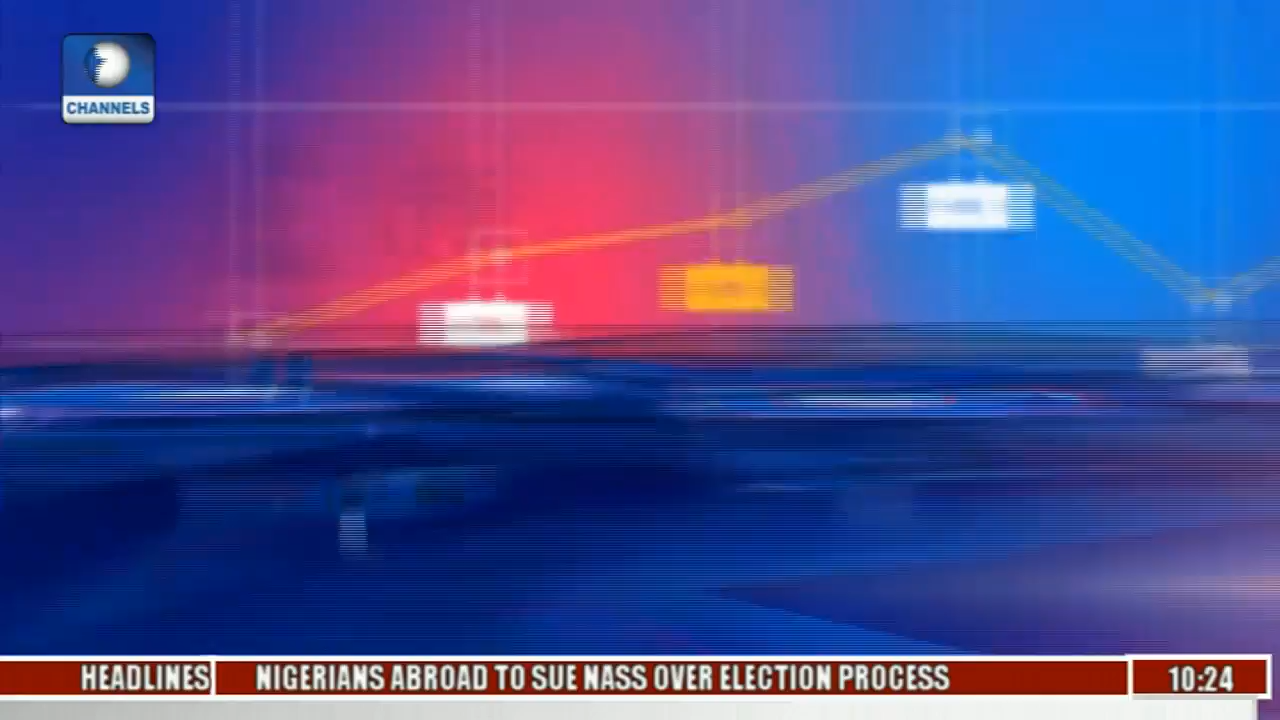 CHANNELS
HEADLINES
NIGERIANS ABROAD TO SUE NASS OVER ELECTION PROCESS
10:24